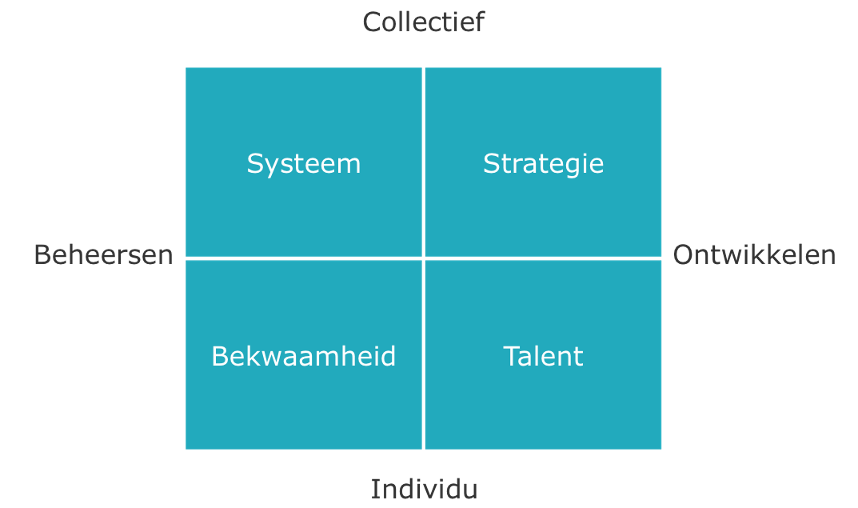 Collectief
Systeem
Strategie
Beheersen
Ontwikkelen
Bekwaamheid
Talent
Individu